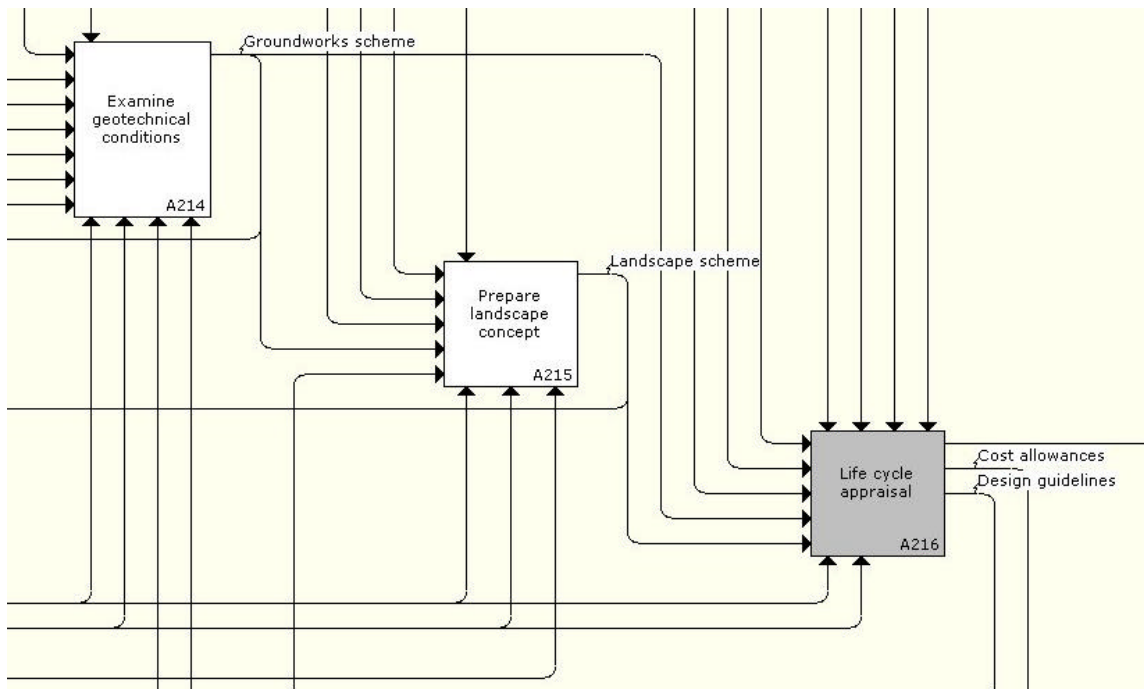 Groundworks scheme
Examine
geotechnical
conditions
A214
Landscape scheme
Prepare
landscape
concept
A215
Cost allowances
Life cycle
appraisal
Design guidelines
A216